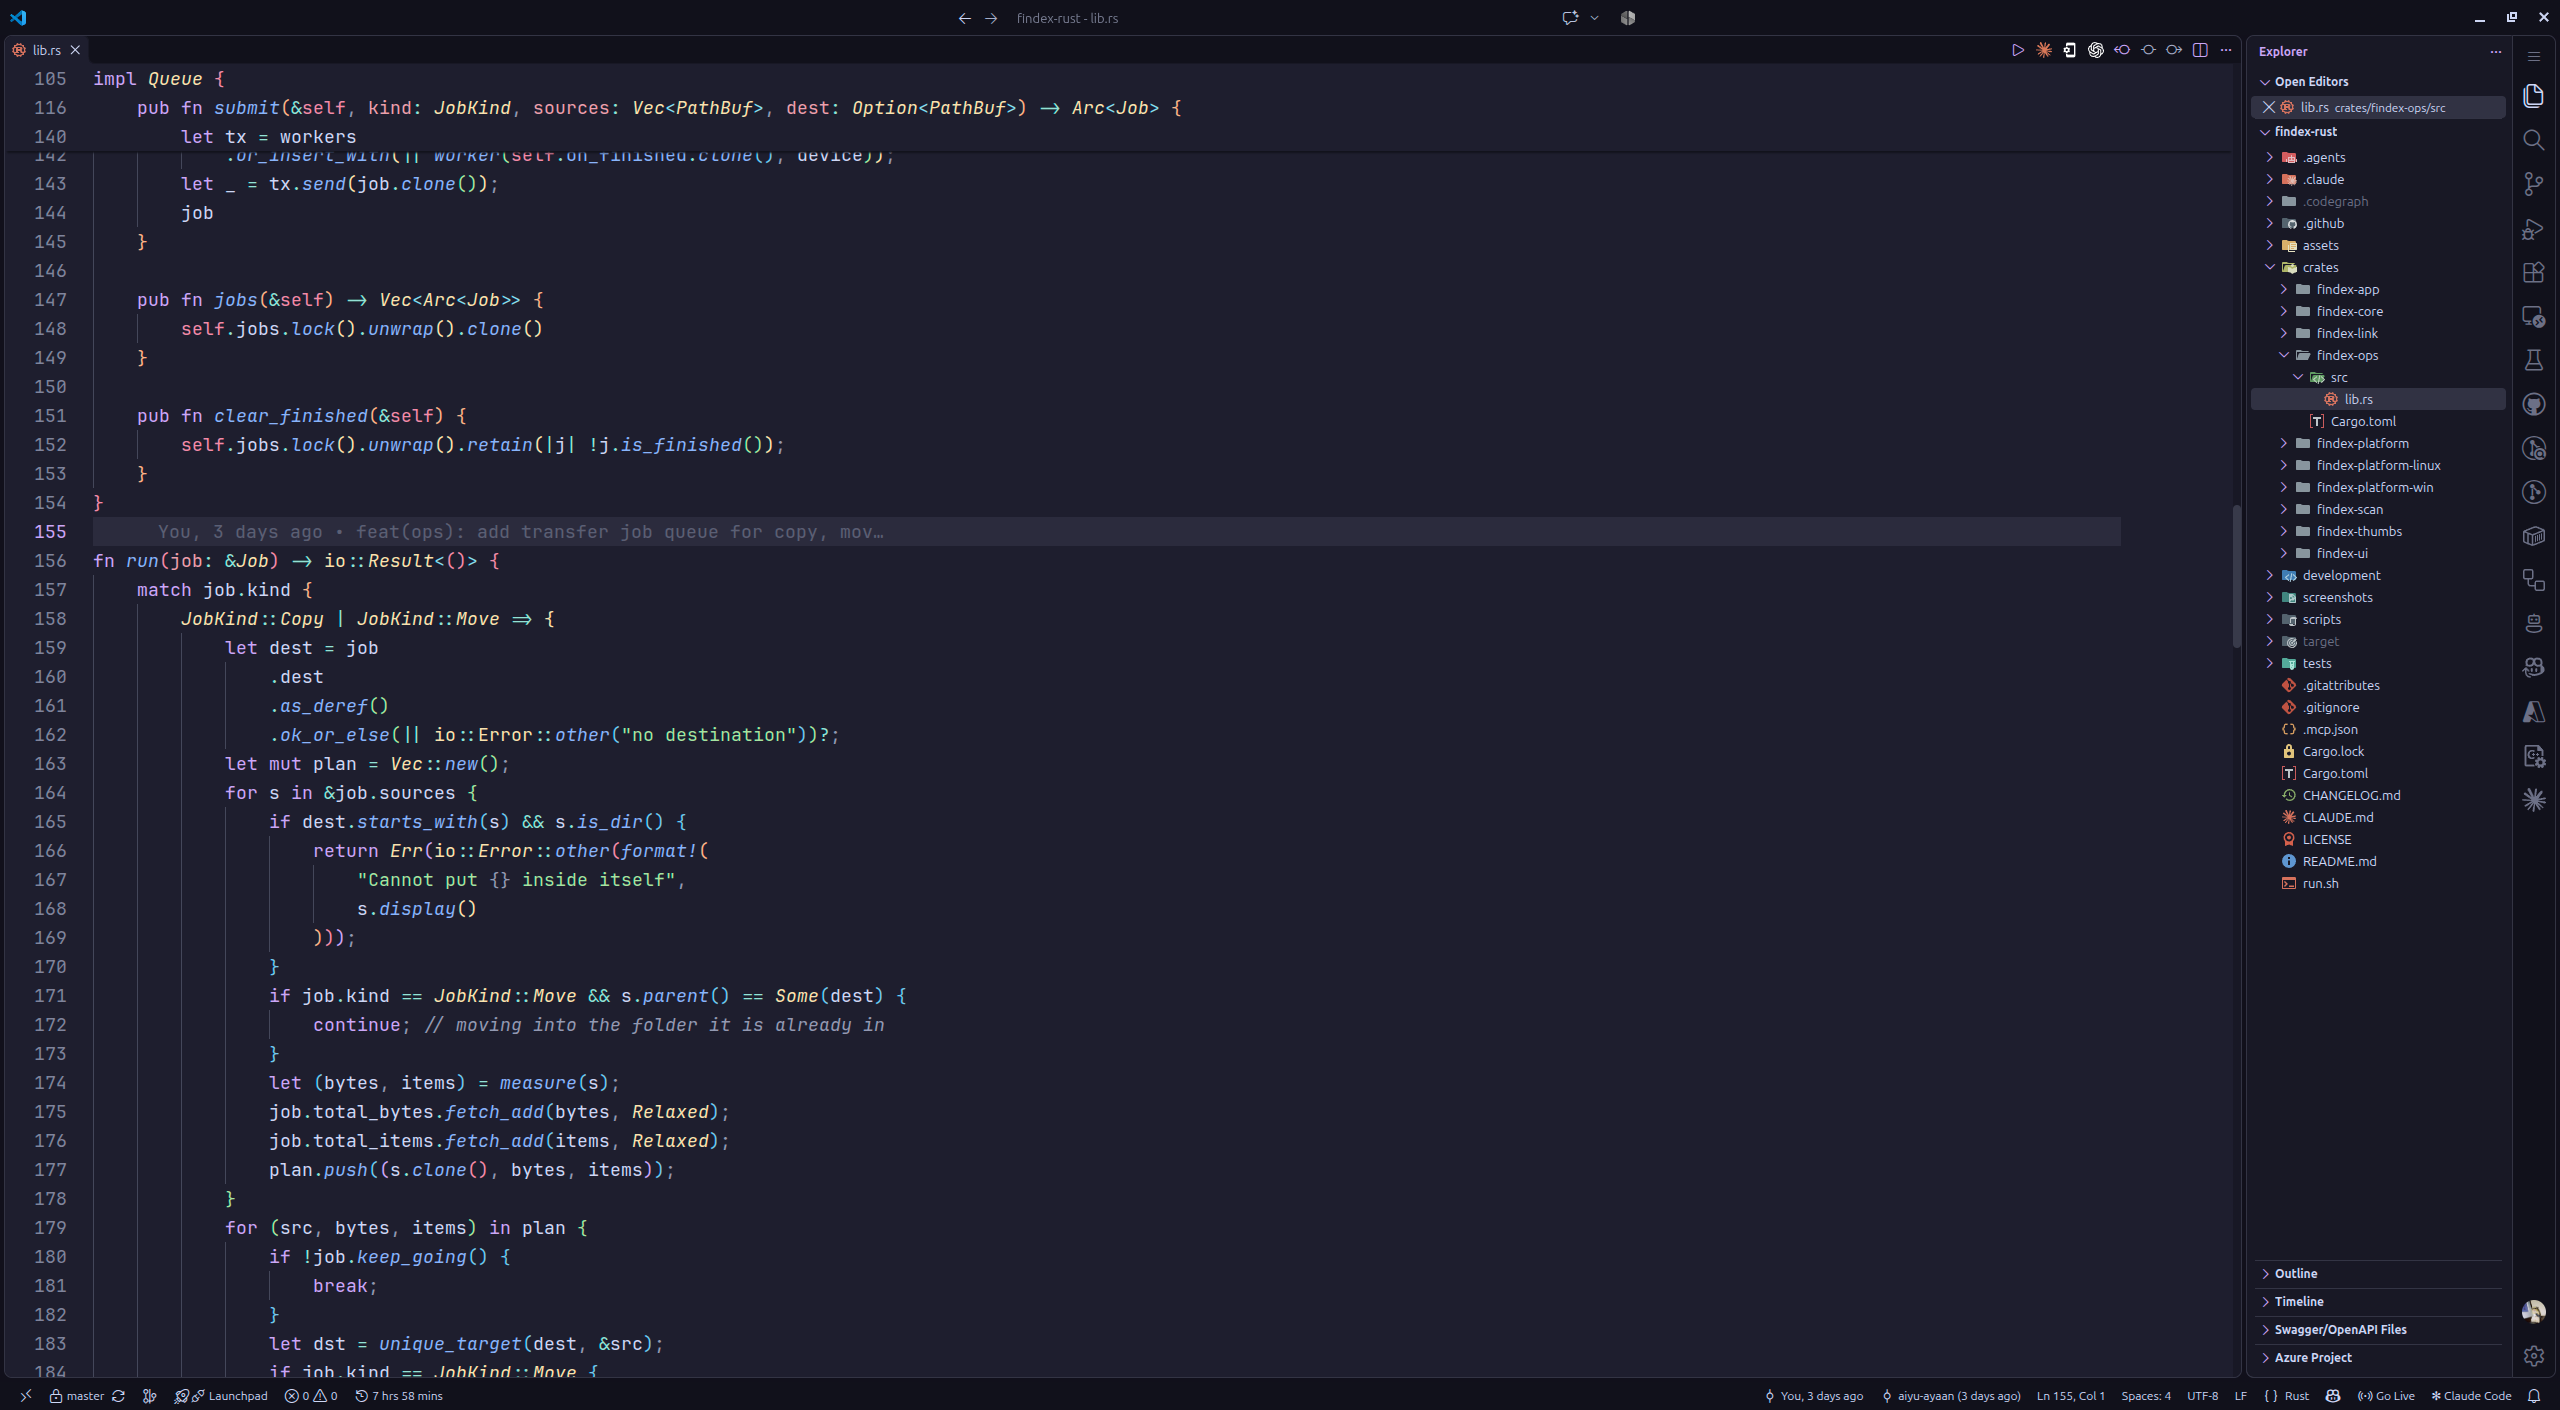 findex-rust - lib.rs
lib.rs
105 impl Queue {
116 pub fn submit(&self, kind: JobKind, sources: Vec<PathBuf>, dest: Option<PathBuf>) -> Arc<Job> {
140 let tx = workers
142 .or_insert_with(|| worker(self.on_finished.clone(), device));
143 let _ = tx.send(job.clone());
144 job
145 }
146
147 pub fn jobs(&self) -> Vec<Arc<Job>> {
148 self.jobs.lock().unwrap().clone()
149 }
150
151 pub fn clear_finished(&self) {
152 self.jobs.lock().unwrap().retain(|j| !j.is_finished());
153 }
154 }
155 You, 3 days ago • feat(ops): add transfer job queue for copy, mov…
156 fn run(job: &Job) -> io::Result<()> {
157 match job.kind {
158 JobKind::Copy | JobKind::Move => {
159 let dest = job
160 .dest
161 .as_deref()
162 .ok_or_else(|| io::Error::other("no destination"))?;
163 let mut plan = Vec::new();
164 for s in &job.sources {
165 if dest.starts_with(s) && s.is_dir() {
166 return Err(io::Error::other(format!(
167 "Cannot put {} inside itself",
168 s.display()
169 )));
170 }
171 if job.kind == JobKind::Move && s.parent() == Some(dest) {
172 continue; // moving into the folder it is already in
173 }
174 let (bytes, items) = measure(s);
175 job.total_bytes.fetch_add(bytes, Relaxed);
176 job.total_items.fetch_add(items, Relaxed);
177 plan.push((s.clone(), bytes, items));
178 }
179 for (src, bytes, items) in plan {
180 if !job.keep_going() {
181 break;
182 }
183 let dst = unique_target(dest, &src);
184 if job.kind == JobKind::Move {
Explorer
Open Editors
lib.rs crates/findex-ops/src
findex-rust
.agents
.claude
.codegraph
.github
assets
crates
findex-app
findex-core
findex-link
findex-ops
src
lib.rs
Cargo.toml
findex-platform
findex-platform-linux
findex-platform-win
findex-scan
findex-thumbs
findex-ui
development
screenshots
scripts
target
tests
.gitattributes
.gitignore
.mcp.json
Cargo.lock
Cargo.toml
CHANGELOG.md
CLAUDE.md
LICENSE
README.md
run.sh
Outline
Timeline
Swagger/OpenAPI Files
Azure Project
master Launchpad 0 0 7 hrs 58 mins You, 3 days ago aiyu-ayaan (3 days ago) Ln 155, Col 1 Spaces: 4 UTF-8 LF { } Rust Go Live Claude Code